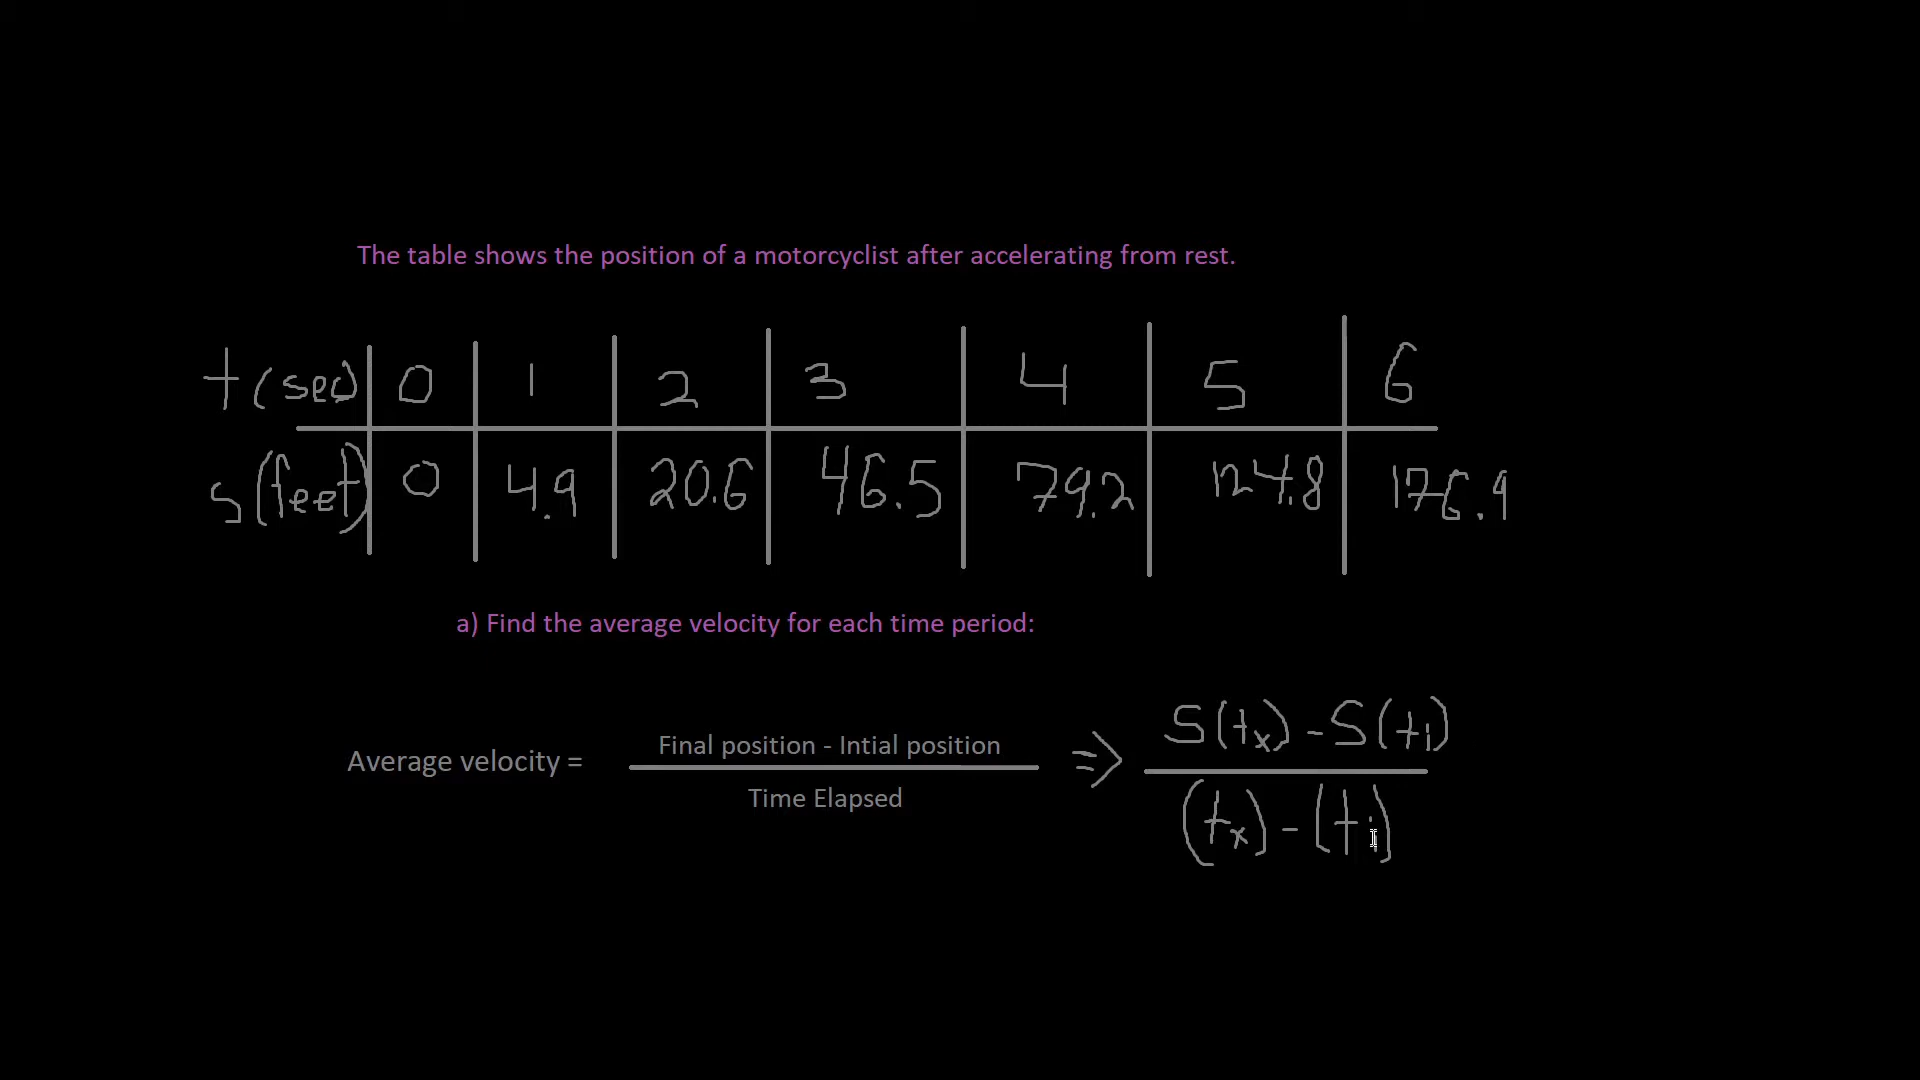 The table shows the position of a motorcyclist after accelerating from rest.
t (sec) 0 1 2 3 4 5 6
s (feet) 0 4.9 20.6 46.5 79.2 124.8 176.9
a) Find the average velocity for each time period:
Average velocity = Final position - Intial position / Time Elapsed ⇒ S(tx) - S(ti) / (tx) - (ti)